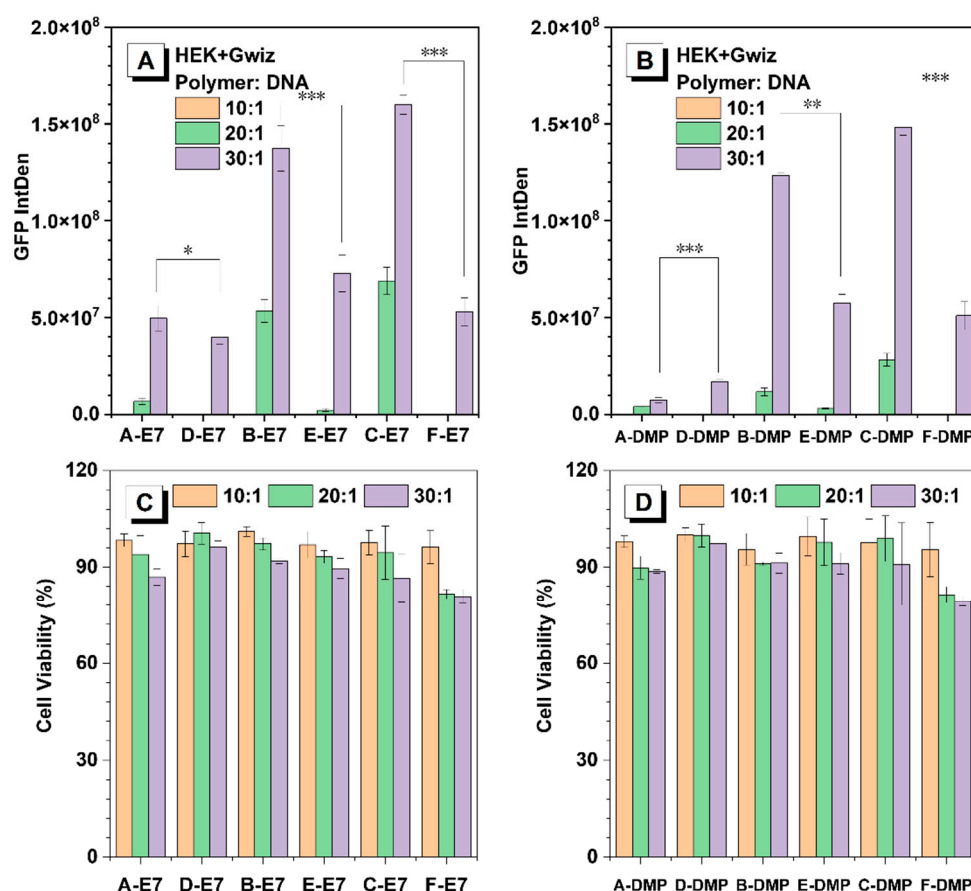 A
HEK+Gwiz
Polymer: DNA
10:1
20:1
30:1
*
***
***
GFP IntDen
2.0×10⁸
1.5×10⁸
1.0×10⁸
5.0×10⁷
0.0
A-E7 D-E7 B-E7 E-E7 C-E7 F-E7
B
HEK+Gwiz
Polymer: DNA
10:1
20:1
30:1
***
**
***
GFP IntDen
2.0×10⁸
1.5×10⁸
1.0×10⁸
5.0×10⁷
0.0
A-DMP D-DMP B-DMP E-DMP C-DMP F-DMP
C
10:1 20:1 30:1
Cell Viability (%)
120
90
60
30
0
A-E7 D-E7 B-E7 E-E7 C-E7 F-E7
D
10:1 20:1 30:1
Cell Viability (%)
120
90
60
30
0
A-DMP D-DMP B-DMP E-DMP C-DMP F-DMP